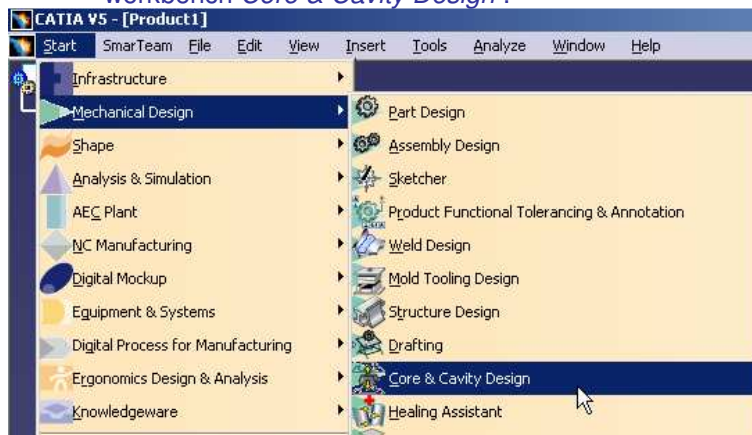 workbench Core & Cavity Design .
CATIA V5 - [Product1]
Start SmarTeam File Edit View Insert Tools Analyze Window Help
Infrastructure
Mechanical Design
Shape
Analysis & Simulation
AEC Plant
NC Manufacturing
Digital Mockup
Equipment & Systems
Digital Process for Manufacturing
Ergonomics Design & Analysis
Knowledgeware
Part Design
Assembly Design
Sketcher
Product Functional Tolerancing & Annotation
Weld Design
Mold Tooling Design
Structure Design
Drafting
Core & Cavity Design
Healing Assistant